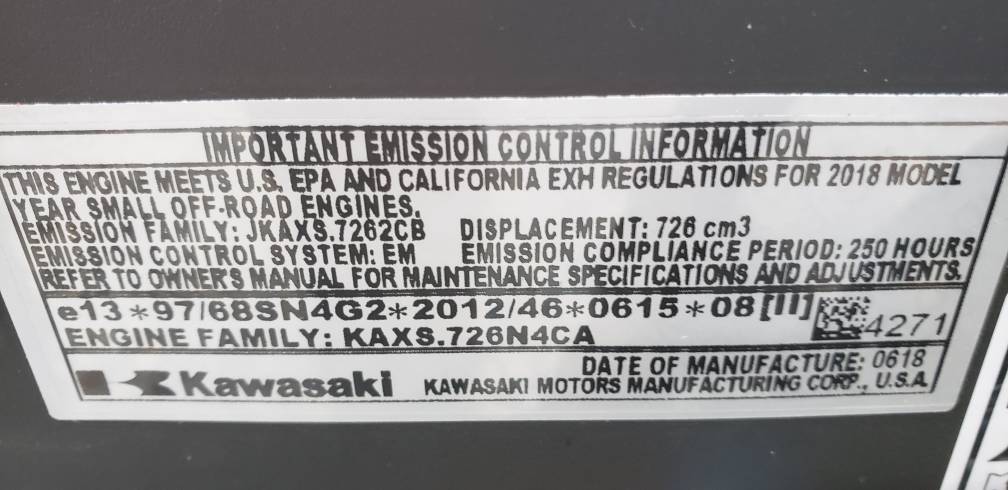 IMPORTANT EMISSION CONTROL INFORMATION
THIS ENGINE MEETS U.S. EPA AND CALIFORNIA EXH REGULATIONS FOR 2018 MODEL
YEAR SMALL OFF-ROAD ENGINES.
EMISSION FAMILY: JKAXS.7262CB DISPLACEMENT: 726 cm3
EMISSION CONTROL SYSTEM: EM EMISSION COMPLIANCE PERIOD: 250 HOURS
REFER TO OWNER'S MANUAL FOR MAINTENANCE SPECIFICATIONS AND ADJUSTMENTS.
e13*97/68SN4G2*2012/46*0615*08[II] 4271
ENGINE FAMILY: KAXS.726N4CA
DATE OF MANUFACTURE: 0618
Kawasaki KAWASAKI MOTORS MANUFACTURING CORP., U.S.A.